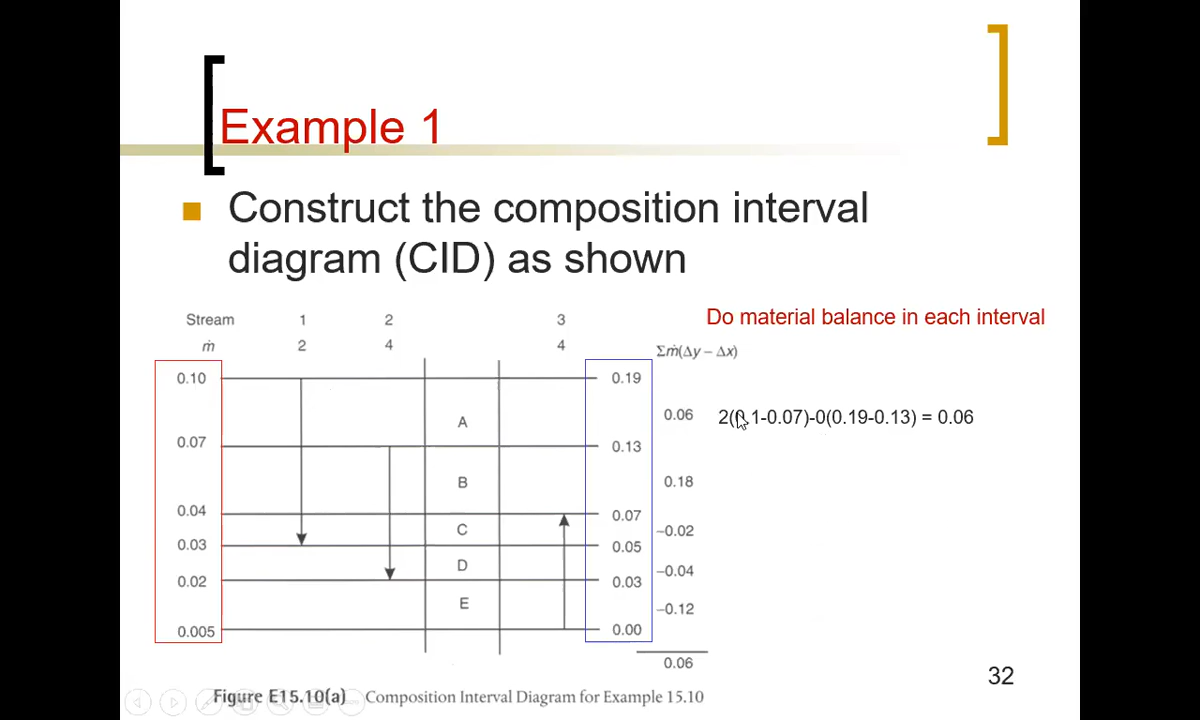 Example 1
Construct the composition interval
diagram (CID) as shown
Do material balance in each interval
Stream 1 2 3
ṁ 2 4 4 Σṁ(Δy – Δx)
0.10 0.19
A 0.06 2(0.1-0.07)-0(0.19-0.13) = 0.06
0.07 0.13
B 0.18
0.04 0.07
C –0.02
0.03 0.05
D –0.04
0.02 0.03
E –0.12
0.005 0.00
0.06
32
Figure E15.10(a) Composition Interval Diagram for Example 15.10